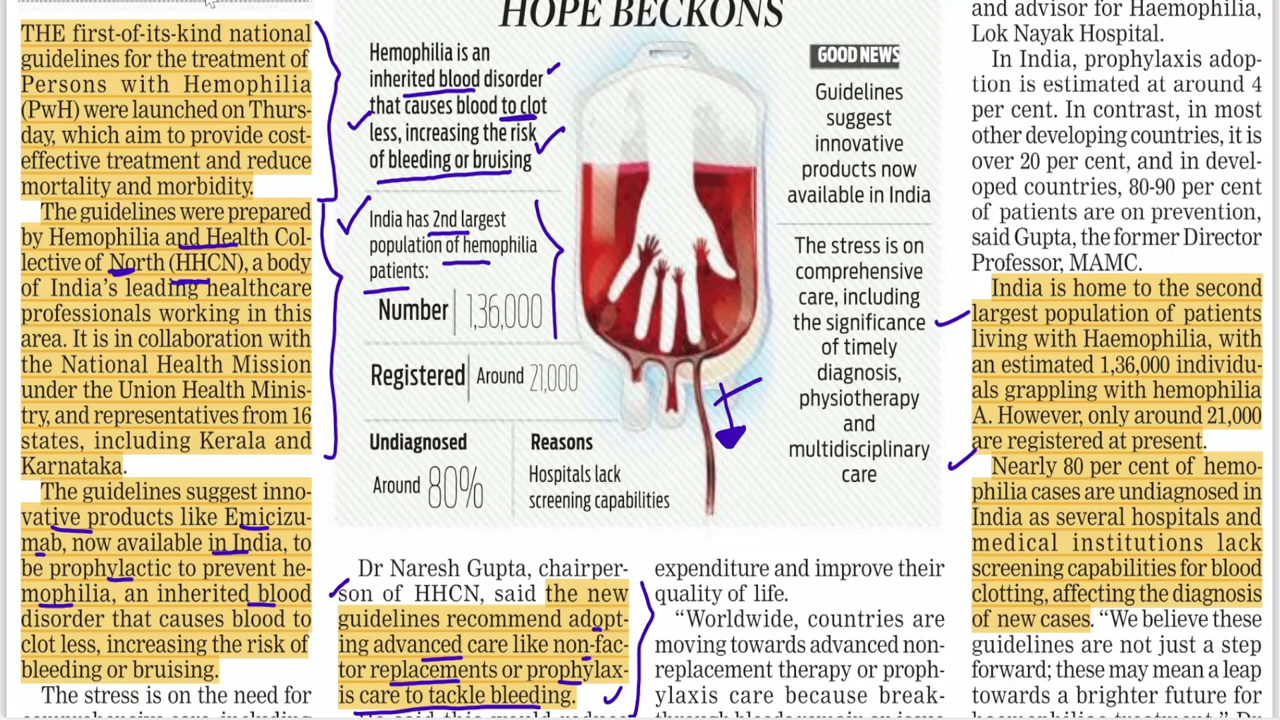 HOPE BECKONS
THE first-of-its-kind national
guidelines for the treatment of
Persons with Hemophilia
(PwH) were launched on Thurs-
day, which aim to provide cost-
effective treatment and reduce
mortality and morbidity.
The guidelines were prepared
by Hemophilia and Health Col-
lective of North (HHCN), a body
of India's leading healthcare
professionals working in this
area. It is in collaboration with
the National Health Mission
under the Union Health Minis-
try, and representatives from 16
states, including Kerala and
Karnataka.
The guidelines suggest inno-
vative products like Emicizu-
mab, now available in India, to
be prophylactic to prevent he-
mophilia, an inherited blood
disorder that causes blood to
clot less, increasing the risk of
bleeding or bruising.
The stress is on the need for
comprehensive care, including
Hemophilia is an
inherited blood disorder
that causes blood to clot
less, increasing the risk
of bleeding or bruising
India has 2nd largest
population of hemophilia
patients:
Number 1,36,000
Registered Around 21,000
Undiagnosed
Around 80%
Reasons
Hospitals lack
screening capabilities
GOOD NEWS
Guidelines
suggest
innovative
products now
available in India
The stress is on
comprehensive
care, including
the significance
of timely
diagnosis,
physiotherapy
and
multidisciplinary
care
Dr Naresh Gupta, chairper-
son of HHCN, said the new
guidelines recommend adopt-
ing advanced care like non-fac-
tor replacements or prophylax-
is care to tackle bleeding.
said this would reduce
expenditure and improve their
quality of life.
"Worldwide, countries are
moving towards advanced non-
replacement therapy or proph-
ylaxis care because break-
through
and advisor for Haemophilia,
Lok Nayak Hospital.
In India, prophylaxis adop-
tion is estimated at around 4
per cent. In contrast, in most
other developing countries, it is
over 20 per cent, and in devel-
oped countries, 80-90 per cent
of patients are on prevention,
said Gupta, the former Director
Professor, MAMC.
India is home to the second
largest population of patients
living with Haemophilia, with
an estimated 1,36,000 individu-
als grappling with hemophilia
A. However, only around 21,000
are registered at present.
Nearly 80 per cent of hemo-
philia cases are undiagnosed in
India as several hospitals and
medical institutions lack
screening capabilities for blood
clotting, affecting the diagnosis
of new cases. "We believe these
guidelines are not just a step
forward; these may mean a leap
towards a brighter future for